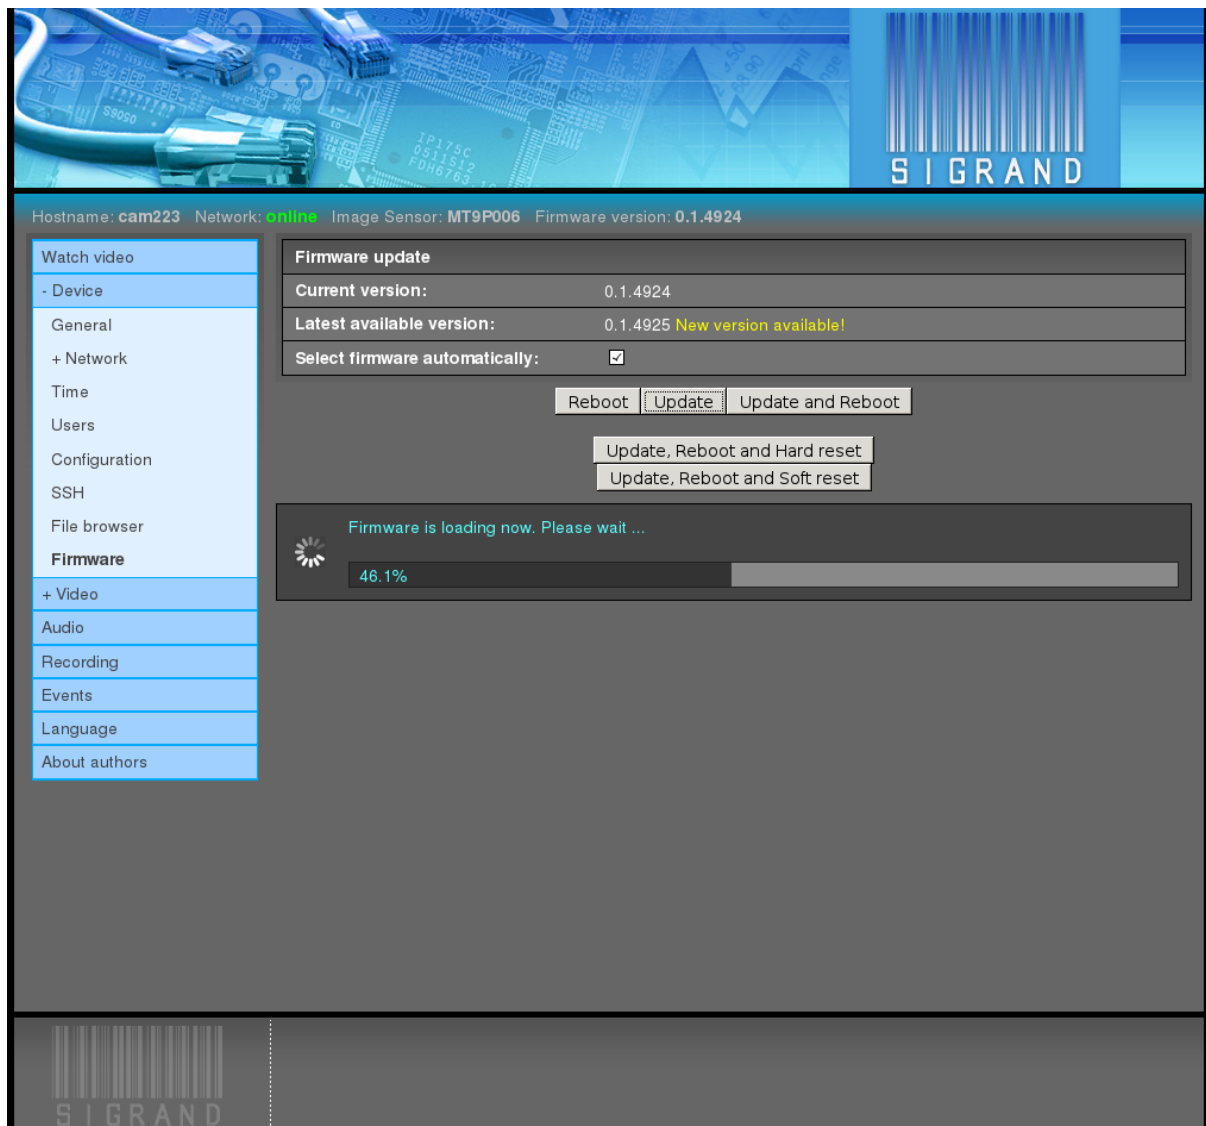 S9050
IP175C
0511S12
SIGRAND
Hostname: cam223 Network: online Image Sensor: MT9P006 Firmware version: 0.1.4924
Watch video
- Device
General
+ Network
Time
Users
Configuration
SSH
File browser
Firmware
+ Video
Audio
Recording
Events
Language
About authors
Firmware update
Current version: 0.1.4924
Latest available version: 0.1.4925 New version available!
Select firmware automatically:
Reboot Update Update and Reboot
Update, Reboot and Hard reset
Update, Reboot and Soft reset
Firmware is loading now. Please wait ...
46.1%
SIGRAND